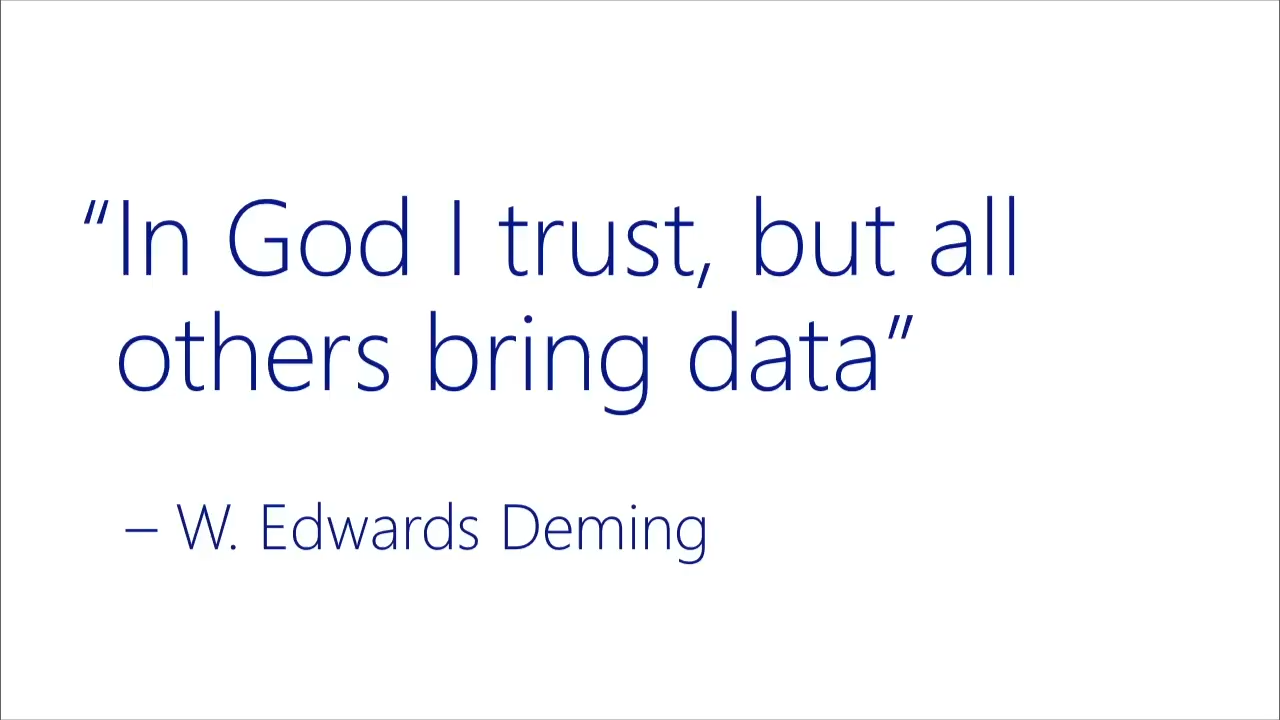 “In God I trust, but all
others bring data”
– W. Edwards Deming